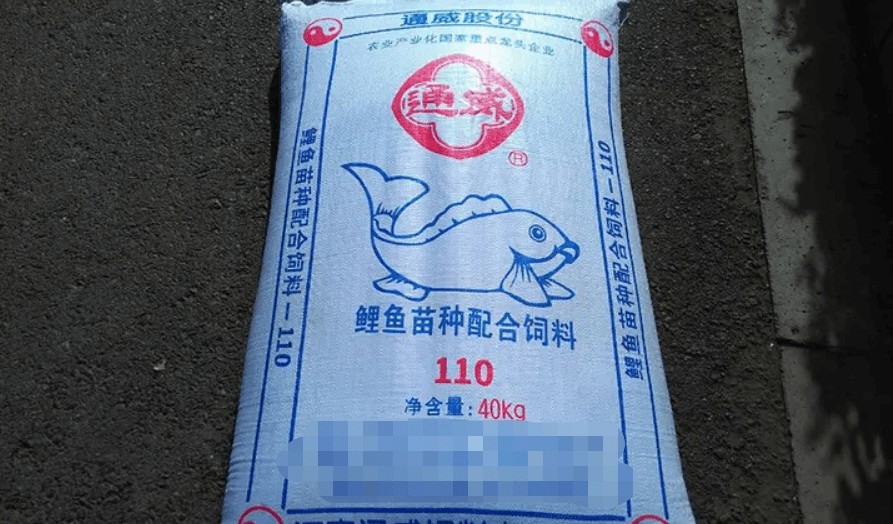 通威股份
农业产业化国家重点龙头企业
通威
®
鲤鱼苗种配合饲料－110
鲤鱼苗种配合饲料－110
鲤鱼苗种配合饲料
110
净含量:40kg